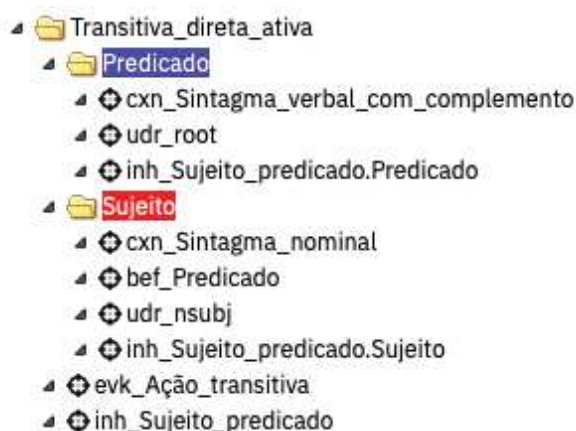 Transitiva_direta_ativa
Predicado
cxn_Sintagma_verbal_com_complemento
udr_root
inh_Sujeito_predicado.Predicado
Sujeito
cxn_Sintagma_nominal
bef_Predicado
udr_nsubj
inh_Sujeito_predicado.Sujeito
evk_Ação_transitiva
inh_Sujeito_predicado